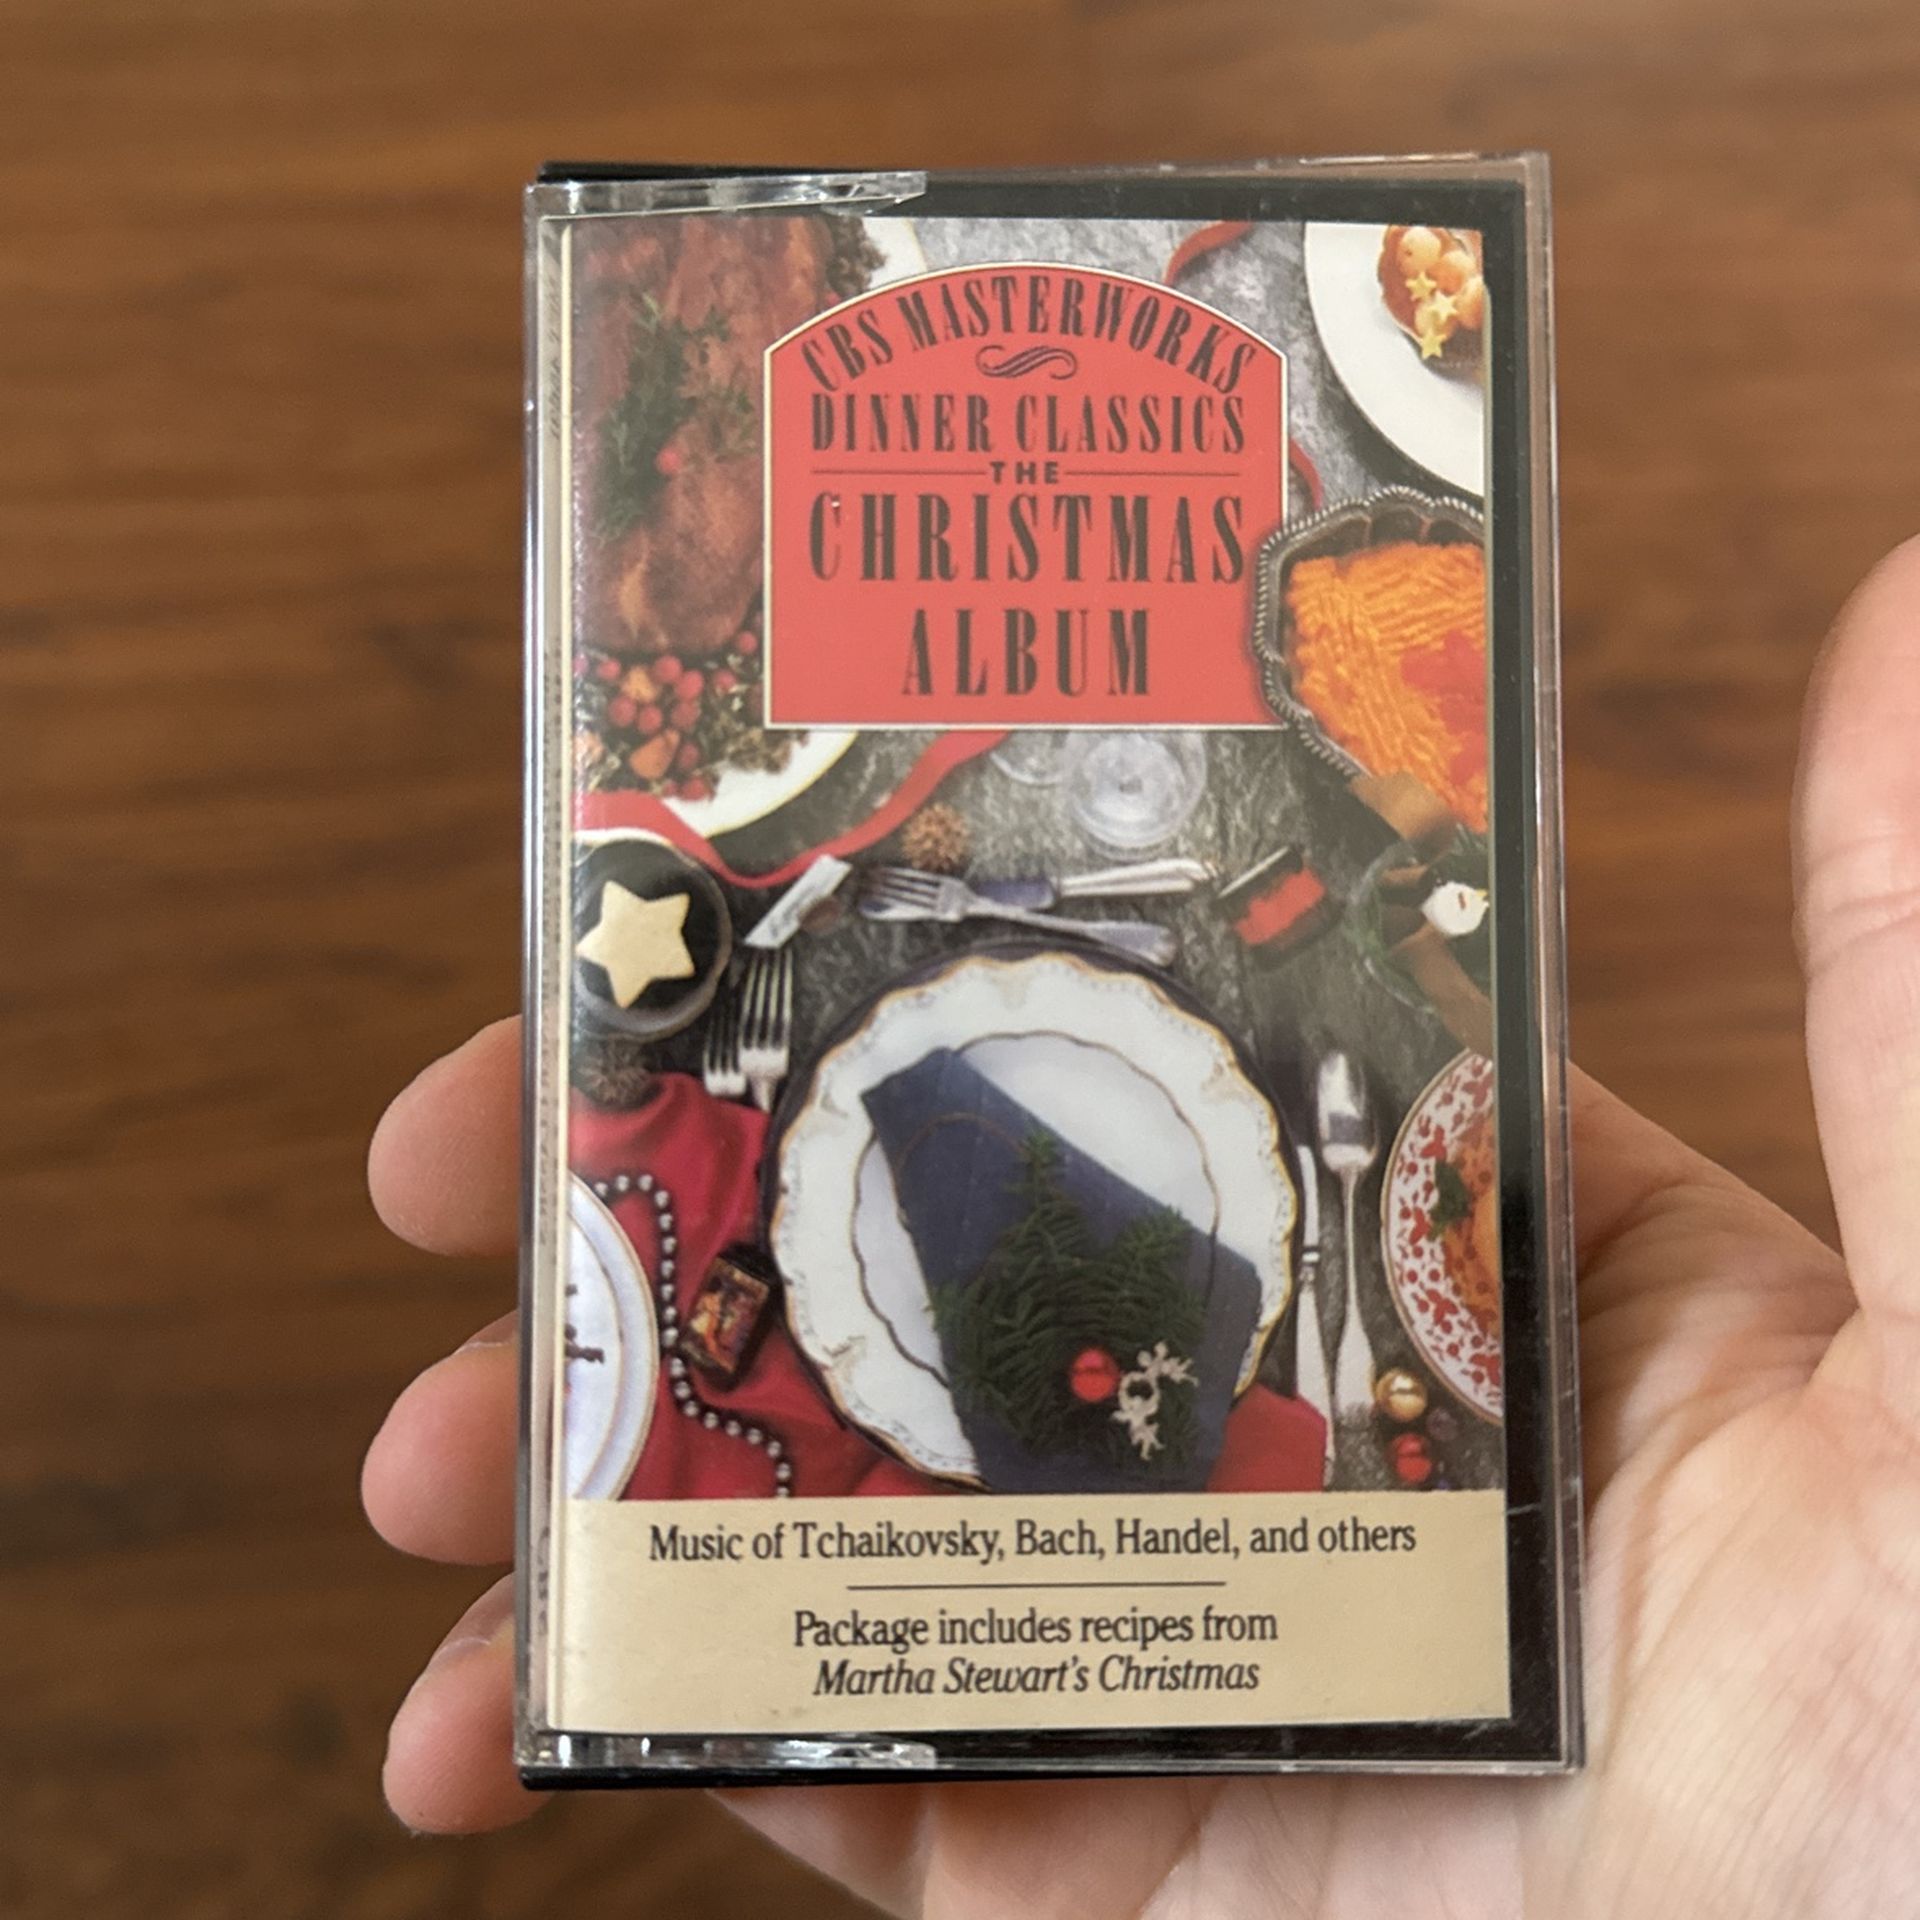 CBS MASTERWORKS
DINNER CLASSICS
THE
CHRISTMAS
ALBUM
Music of Tchaikovsky, Bach, Handel, and others
Package includes recipes from
Martha Stewart's Christmas